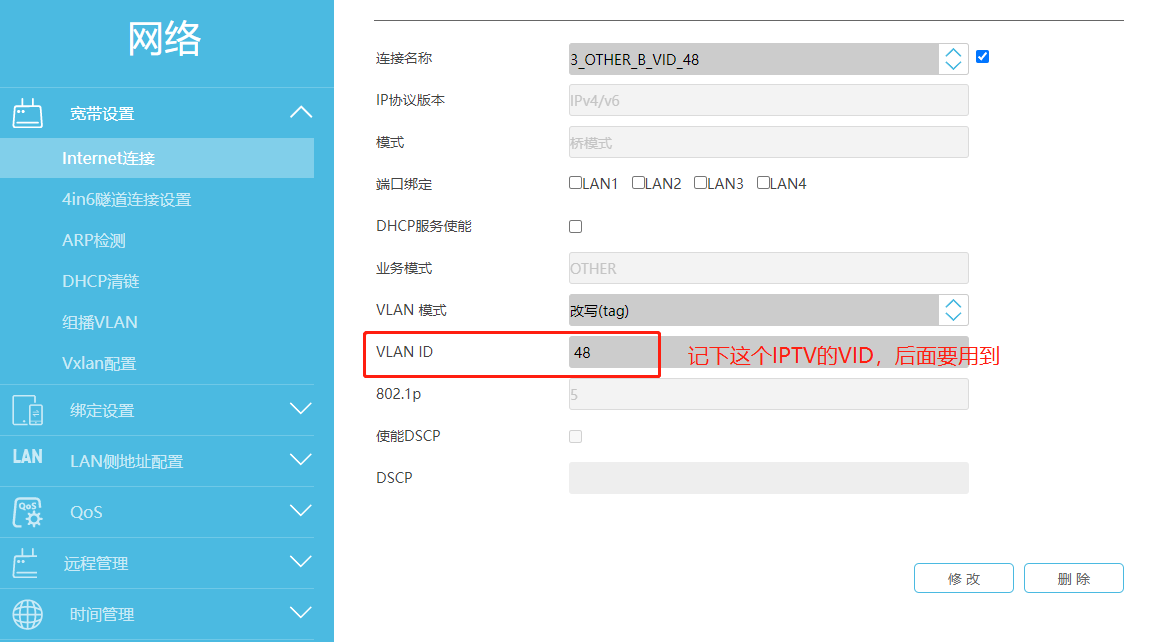 网络
宽带设置
Internet连接
4in6隧道连接设置
ARP检测
DHCP清链
组播VLAN
Vxlan配置
绑定设置
LAN LAN侧地址配置
QoS QoS
远程管理
时间管理
连接名称 3_OTHER_B_VID_48
IP协议版本 IPv4/v6
模式 桥模式
端口绑定 LAN1 LAN2 LAN3 LAN4
DHCP服务使能
业务模式 OTHER
VLAN 模式 改写(tag)
VLAN ID 48 记下这个IPTV的VID，后面要用到
802.1p 5
使能DSCP
DSCP
修 改 删 除